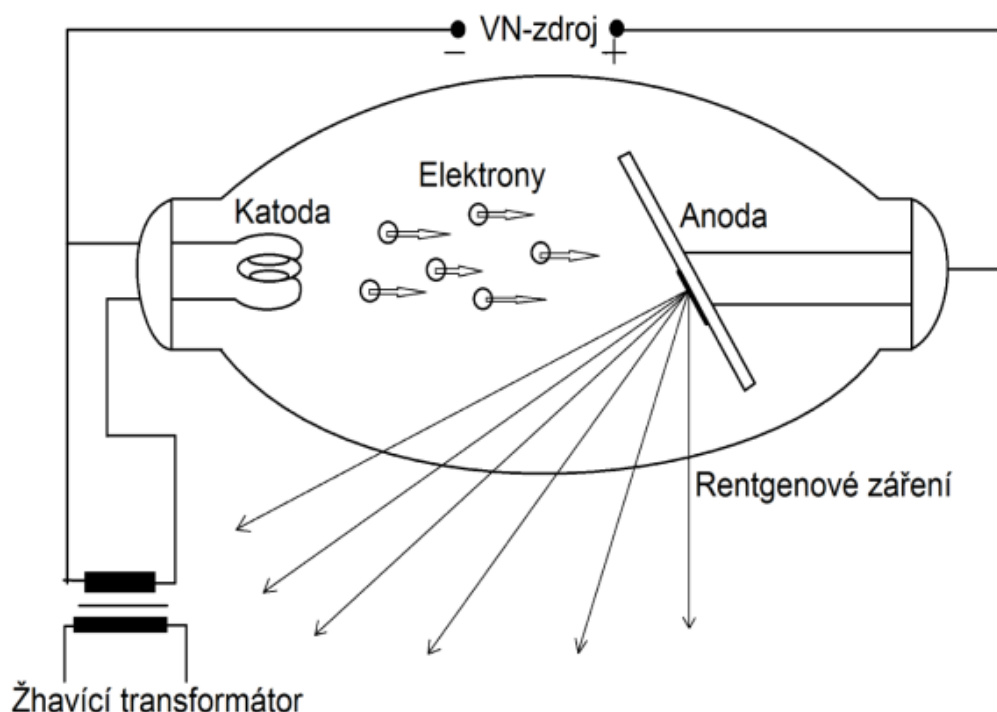 VN-zdroj
− +
Elektrony
Katoda
Anoda
Rentgenové záření
Žhavící transformátor